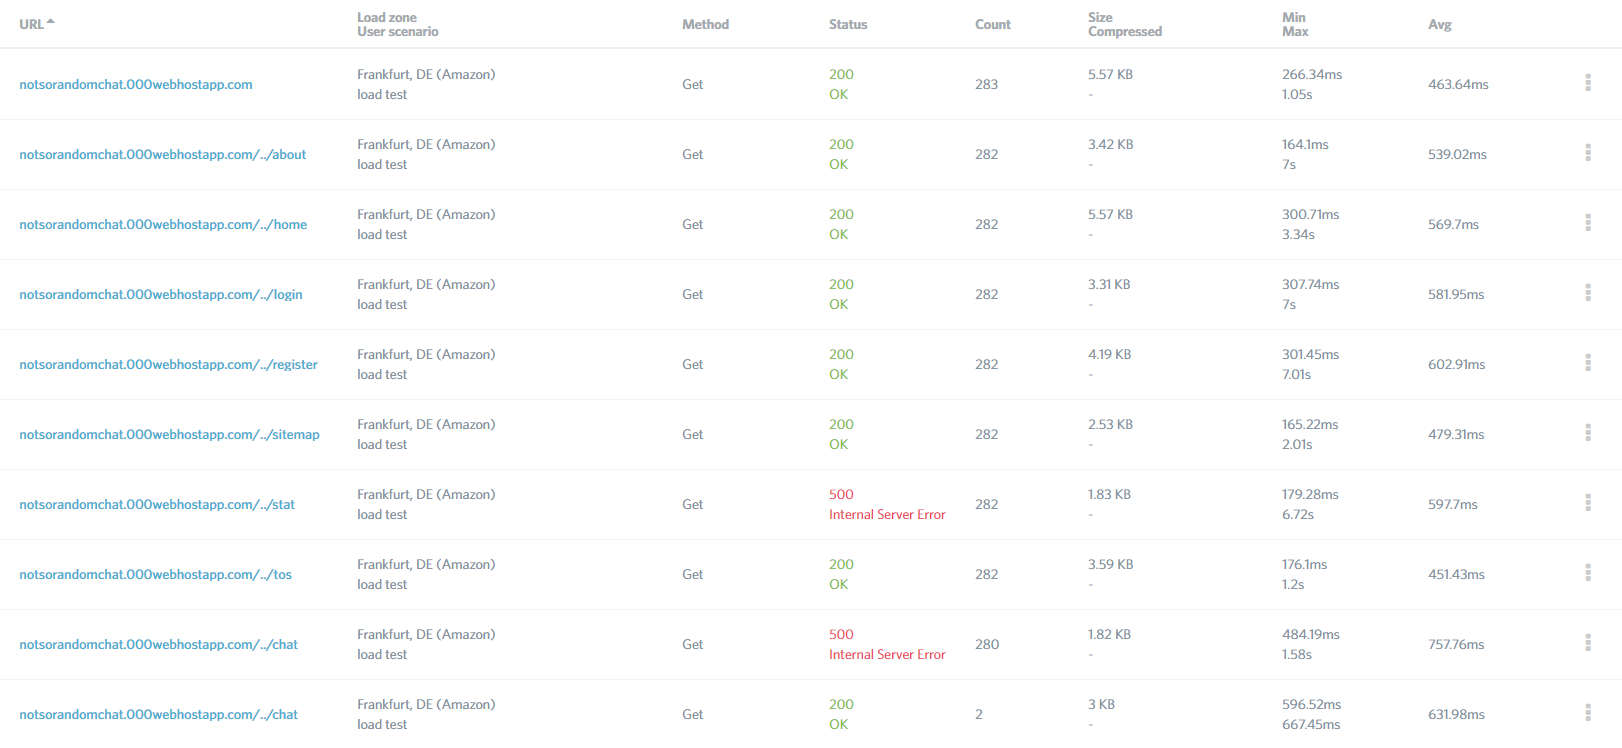 URL Load zone User scenario Method Status Count Size Compressed Min Max Avg
notsorandomchat.000webhostapp.com Frankfurt, DE (Amazon) load test Get 200 OK 283 5.57 KB - 266.34ms 1.05s 463.64ms
notsorandomchat.000webhostapp.com/../about Frankfurt, DE (Amazon) load test Get 200 OK 282 3.42 KB - 164.1ms 7s 539.02ms
notsorandomchat.000webhostapp.com/../home Frankfurt, DE (Amazon) load test Get 200 OK 282 5.57 KB - 300.71ms 3.34s 569.7ms
notsorandomchat.000webhostapp.com/../login Frankfurt, DE (Amazon) load test Get 200 OK 282 3.31 KB - 307.74ms 7s 581.95ms
notsorandomchat.000webhostapp.com/../register Frankfurt, DE (Amazon) load test Get 200 OK 282 4.19 KB - 301.45ms 7.01s 602.91ms
notsorandomchat.000webhostapp.com/../sitemap Frankfurt, DE (Amazon) load test Get 200 OK 282 2.53 KB - 165.22ms 2.01s 479.31ms
notsorandomchat.000webhostapp.com/../stat Frankfurt, DE (Amazon) load test Get 500 Internal Server Error 282 1.83 KB - 179.28ms 6.72s 597.7ms
notsorandomchat.000webhostapp.com/../tos Frankfurt, DE (Amazon) load test Get 200 OK 282 3.59 KB - 176.1ms 1.2s 451.43ms
notsorandomchat.000webhostapp.com/../chat Frankfurt, DE (Amazon) load test Get 500 Internal Server Error 280 1.82 KB - 484.19ms 1.58s 757.76ms
notsorandomchat.000webhostapp.com/../chat Frankfurt, DE (Amazon) load test Get 200 OK 2 3 KB - 596.52ms 667.45ms 631.98ms